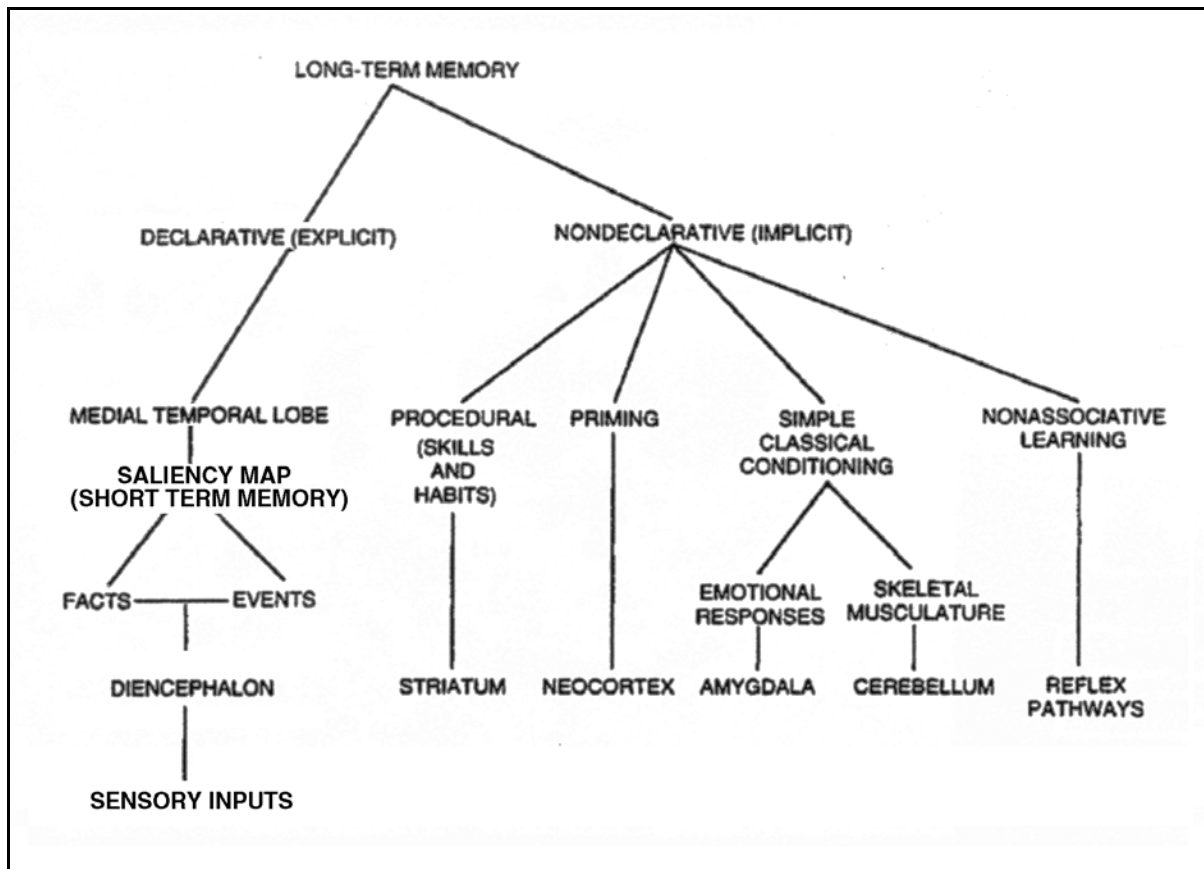 LONG-TERM MEMORY
DECLARATIVE (EXPLICIT)
NONDECLARATIVE (IMPLICIT)
MEDIAL TEMPORAL LOBE
SALIENCY MAP
(SHORT TERM MEMORY)
FACTS
EVENTS
DIENCEPHALON
SENSORY INPUTS
PROCEDURAL
(SKILLS
AND
HABITS)
STRIATUM
PRIMING
NEOCORTEX
SIMPLE
CLASSICAL
CONDITIONING
EMOTIONAL
RESPONSES
AMYGDALA
SKELETAL
MUSCULATURE
CEREBELLUM
NONASSOCIATIVE
LEARNING
REFLEX
PATHWAYS